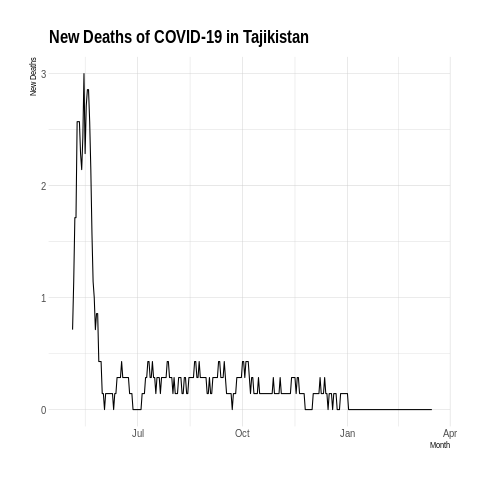 New Deaths of COVID-19 in Tajikistan
New Deaths
3
2
1
0
Jul
Oct
Jan
Apr
Month